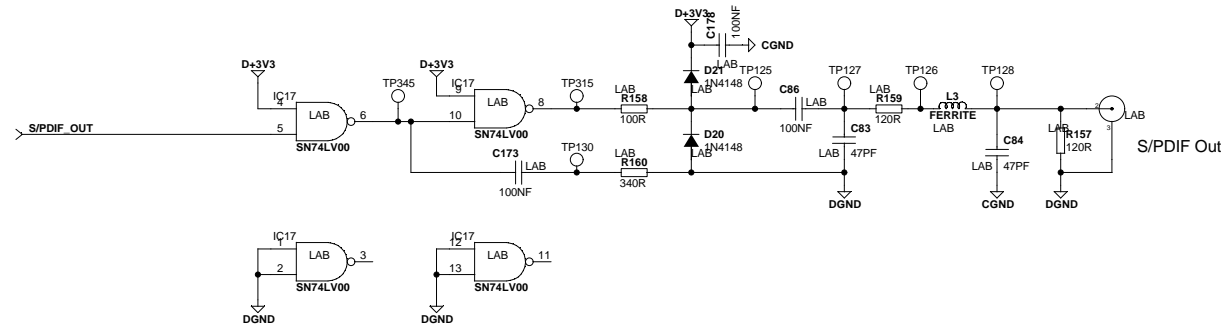 D+3V3
C178
100NF
CGND
LAB
D+3V3
D+3V3
TP345
TP315
LAB
D21
1N4148
TP125
TP127
TP126
TP128
IC17
4
5
6
LAB
SN74LV00
IC17
9
10
8
LAB
SN74LV00
LAB
R158
100R
LAB
C86
LAB
100NF
LAB
R159
120R
L3
FERRITE
LAB
2
3
LAB
S/PDIF_OUT
C173
LAB
100NF
TP130
LAB
R160
340R
LAB
D20
1N4148
LAB
C83
47PF
LAB
C84
47PF
LAB
R157
120R
S/PDIF Out
DGND
CGND
DGND
IC17
1
2
3
LAB
SN74LV00
IC17
12
13
11
LAB
SN74LV00
DGND
DGND